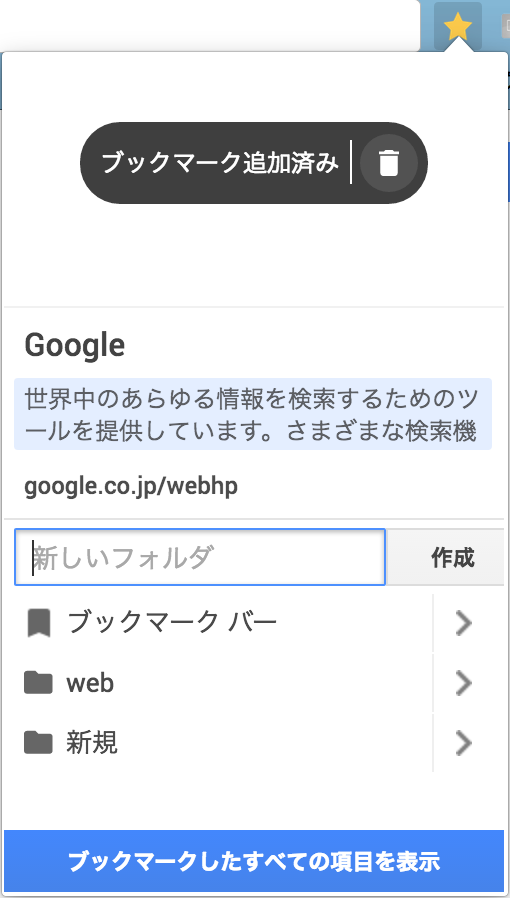 ブックマーク追加済み
Google
世界中のあらゆる情報を検索するためのツ
ールを提供しています。さまざまな検索機
google.co.jp/webhp
新しいフォルダ 作成
ブックマーク バー
web
新規
ブックマークしたすべての項目を表示